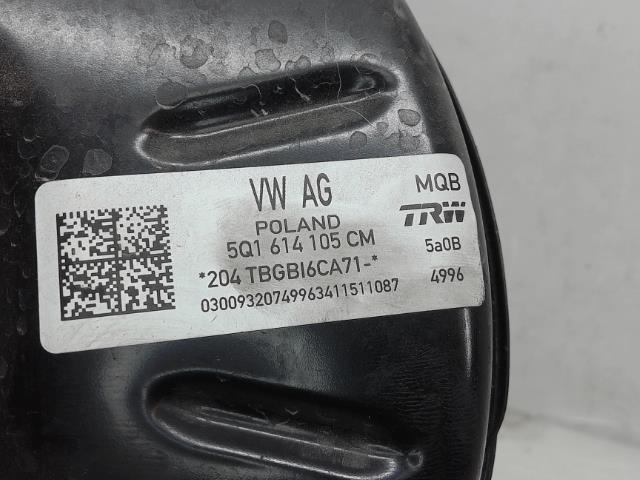 VW AG
MQB
POLAND
TRW
5Q1 614 105 CM
5a0B
*204 TBGBI6CA71-*
4996
03009320749963411511087